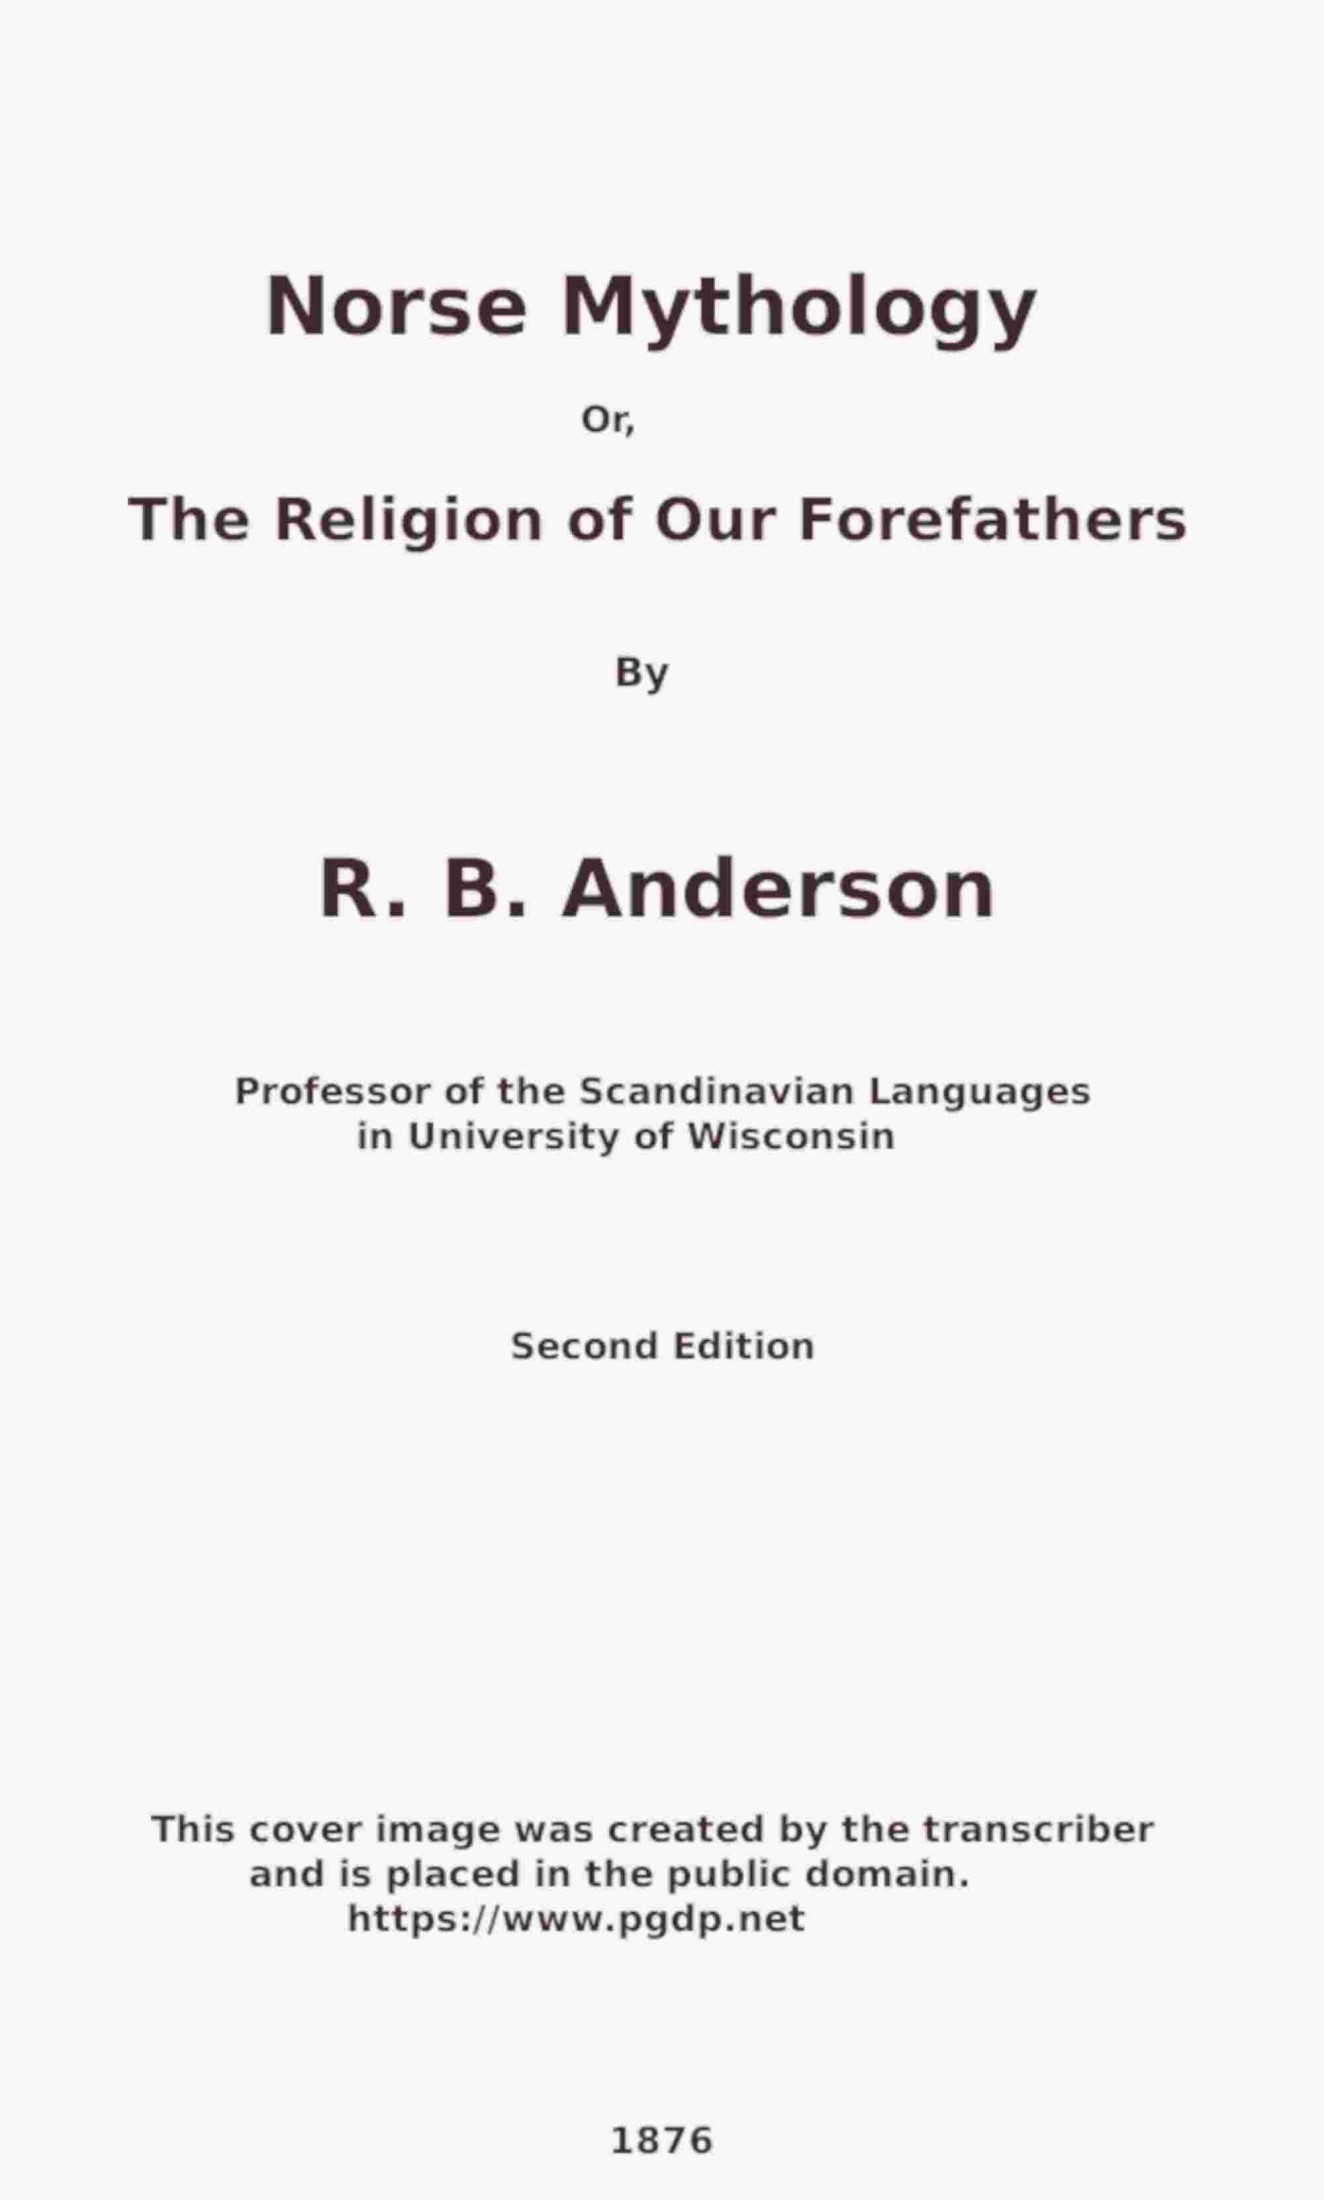 Norse Mythology
Or,
The Religion of Our Forefathers
By
R. B. Anderson
Professor of the Scandinavian Languages
in University of Wisconsin
Second Edition
This cover image was created by the transcriber
and is placed in the public domain.
https://www.pgdp.net
1876